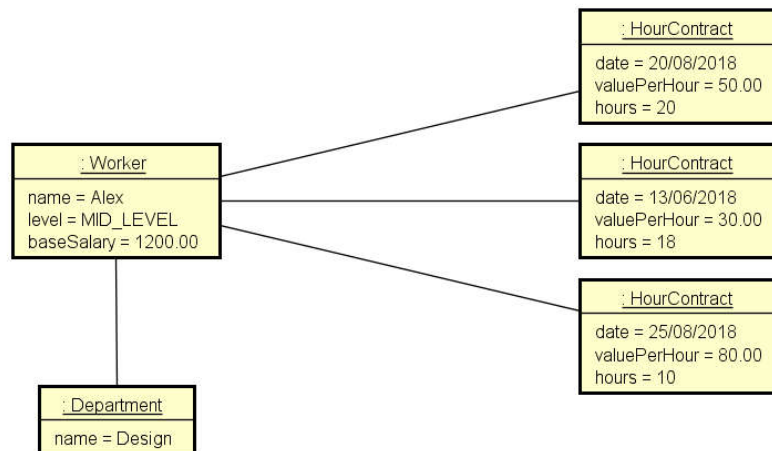 : HourContract
date = 20/08/2018
valuePerHour = 50.00
hours = 20
: Worker
name = Alex
level = MID_LEVEL
baseSalary = 1200.00
: HourContract
date = 13/06/2018
valuePerHour = 30.00
hours = 18
: HourContract
date = 25/08/2018
valuePerHour = 80.00
hours = 10
: Department
name = Design